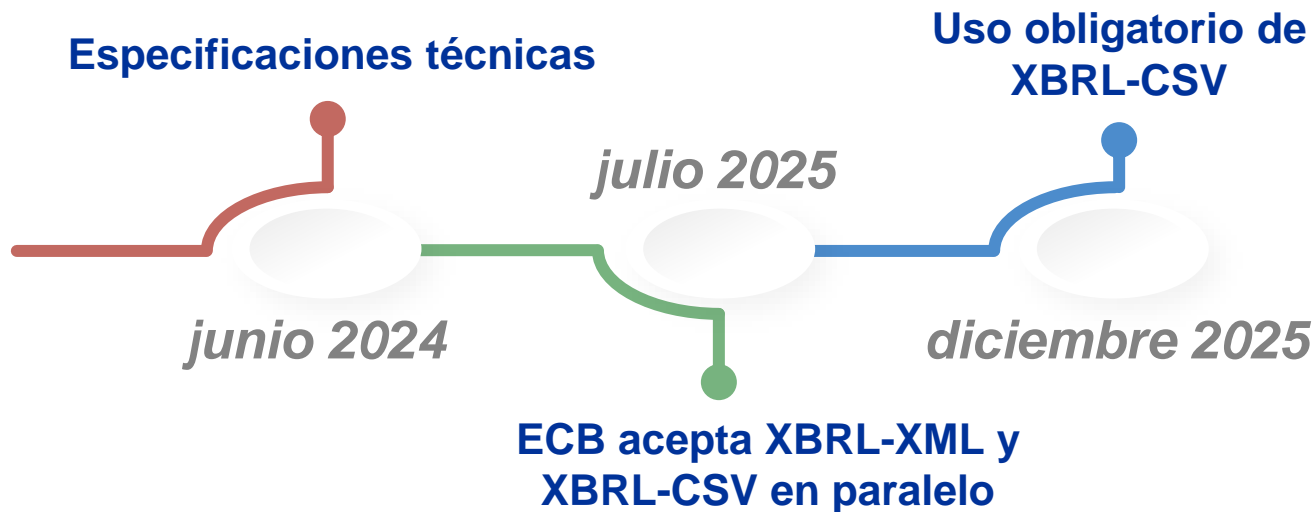 Especificaciones técnicas
junio 2024
julio 2025
ECB acepta XBRL-XML y
XBRL-CSV en paralelo
Uso obligatorio de
XBRL-CSV
diciembre 2025